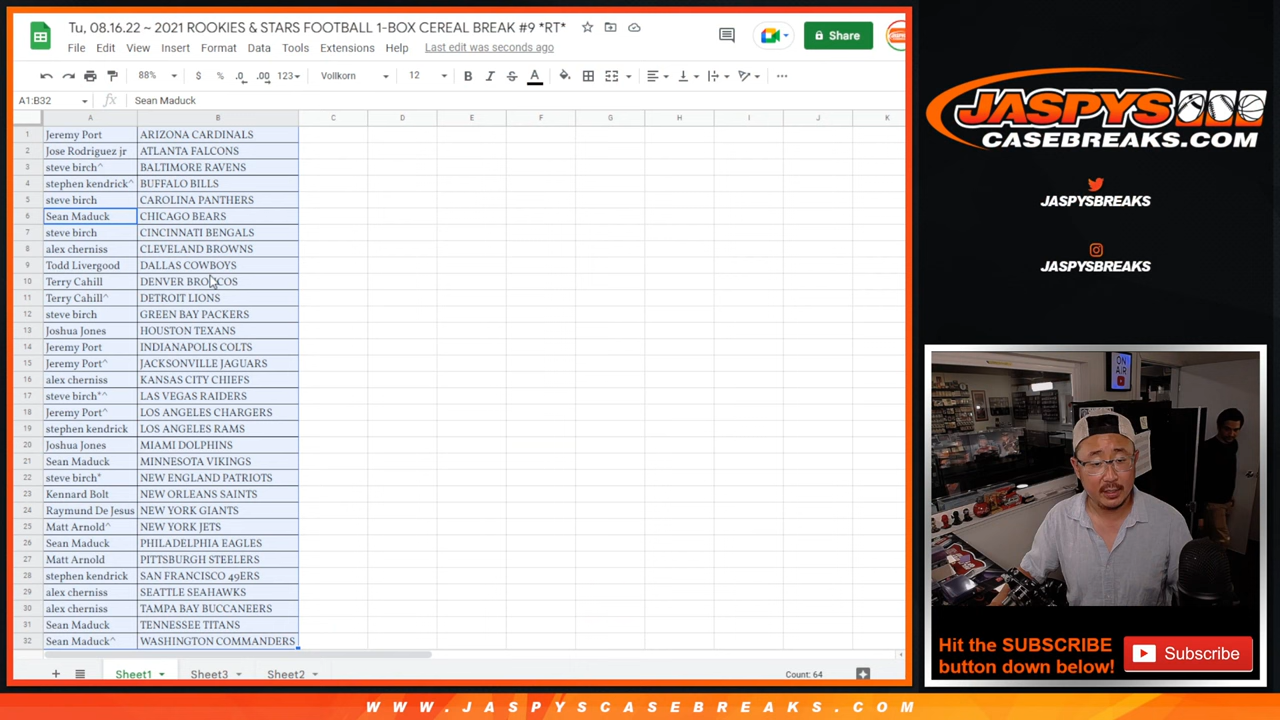 Tu, 08.16.22 ~ 2021 ROOKIES & STARS FOOTBALL 1-BOX CEREAL BREAK #9 *RT*
File Edit View Insert Format Data Tools Extensions Help Last edit was seconds ago
Share
88% $ % .0 .00 123 Vollkorn 12 B I S A
A1:B32 fx Sean Maduck
A B C D E F G H I J K
1 Jeremy Port ARIZONA CARDINALS
2 Jose Rodriguez jr ATLANTA FALCONS
3 steve birch^ BALTIMORE RAVENS
4 stephen kendrick^ BUFFALO BILLS
5 steve birch CAROLINA PANTHERS
6 Sean Maduck CHICAGO BEARS
7 steve birch CINCINNATI BENGALS
8 alex cherniss CLEVELAND BROWNS
9 Todd Livergood DALLAS COWBOYS
10 Terry Cahill DENVER BRONCOS
11 Terry Cahill^ DETROIT LIONS
12 steve birch GREEN BAY PACKERS
13 Joshua Jones HOUSTON TEXANS
14 Jeremy Port INDIANAPOLIS COLTS
15 Jeremy Port^ JACKSONVILLE JAGUARS
16 alex cherniss KANSAS CITY CHIEFS
17 steve birch*^ LAS VEGAS RAIDERS
18 Jeremy Port^ LOS ANGELES CHARGERS
19 stephen kendrick LOS ANGELES RAMS
20 Joshua Jones MIAMI DOLPHINS
21 Sean Maduck MINNESOTA VIKINGS
22 steve birch* NEW ENGLAND PATRIOTS
23 Kennard Bolt NEW ORLEANS SAINTS
24 Raymund De Jesus NEW YORK GIANTS
25 Matt Arnold^ NEW YORK JETS
26 Sean Maduck PHILADELPHIA EAGLES
27 Matt Arnold PITTSBURGH STEELERS
28 stephen kendrick SAN FRANCISCO 49ERS
29 alex cherniss SEATTLE SEAHAWKS
30 alex cherniss TAMPA BAY BUCCANEERS
31 Sean Maduck TENNESSEE TITANS
32 Sean Maduck^ WASHINGTON COMMANDERS
Sheet1 Sheet3 Sheet2 Count: 64
JASPYS
CASEBREAKS.COM
JASPYSBREAKS
JASPYSBREAKS
ON
AIR
Hit the SUBSCRIBE
button down below!
Subscribe
WWW.JASPYSCASEBREAKS.COM